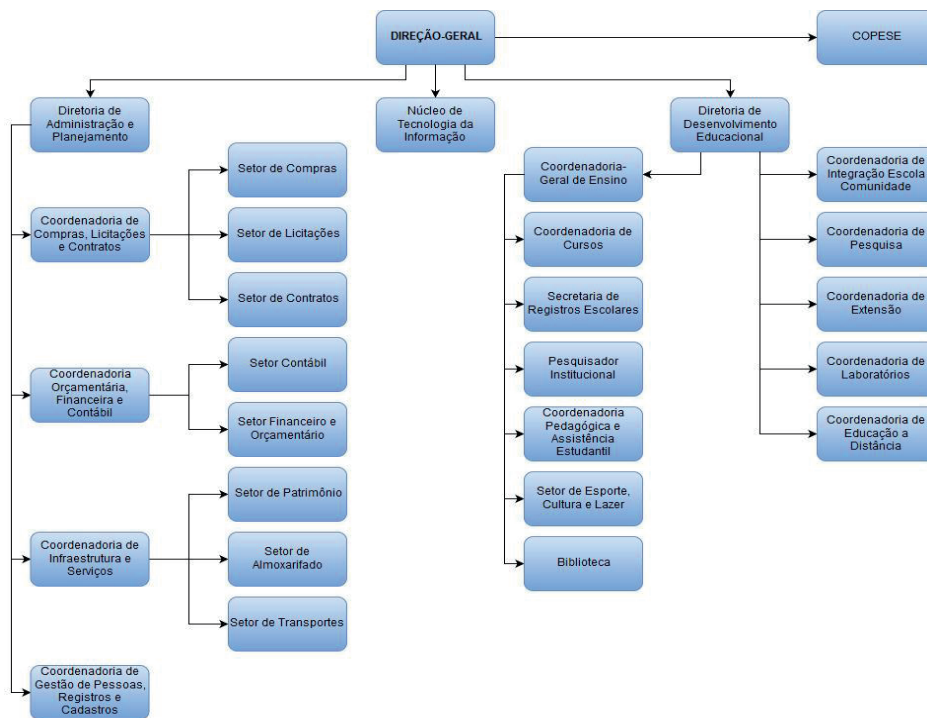 DIREÇÃO-GERAL
COPESE
Diretoria de
Administração e
Planejamento
Núcleo de
Tecnologia da
Informação
Diretoria de
Desenvolvimento
Educacional
Coordenadoria de
Compras, Licitações
e Contratos
Setor de Compras
Setor de Licitações
Setor de Contratos
Coordenadoria
Orçamentária,
Financeira e
Contábil
Setor Contábil
Setor Financeiro e
Orçamentário
Coordenadoria de
Infraestrutura e
Serviços
Setor de Patrimônio
Setor de
Almoxarifado
Setor de Transportes
Coordenadoria de
Gestão de Pessoas,
Registros e
Cadastros
Coordenadoria-
Geral de Ensino
Coordenadoria de
Cursos
Secretaria de
Registros Escolares
Pesquisador
Institucional
Coordenadoria
Pedagógica e
Assistência
Estudantil
Setor de Esporte,
Cultura e Lazer
Biblioteca
Coordenadoria de
Integração Escola
Comunidade
Coordenadoria de
Pesquisa
Coordenadoria de
Extensão
Coordenadoria de
Laboratórios
Coordenadoria de
Educação a
Distância